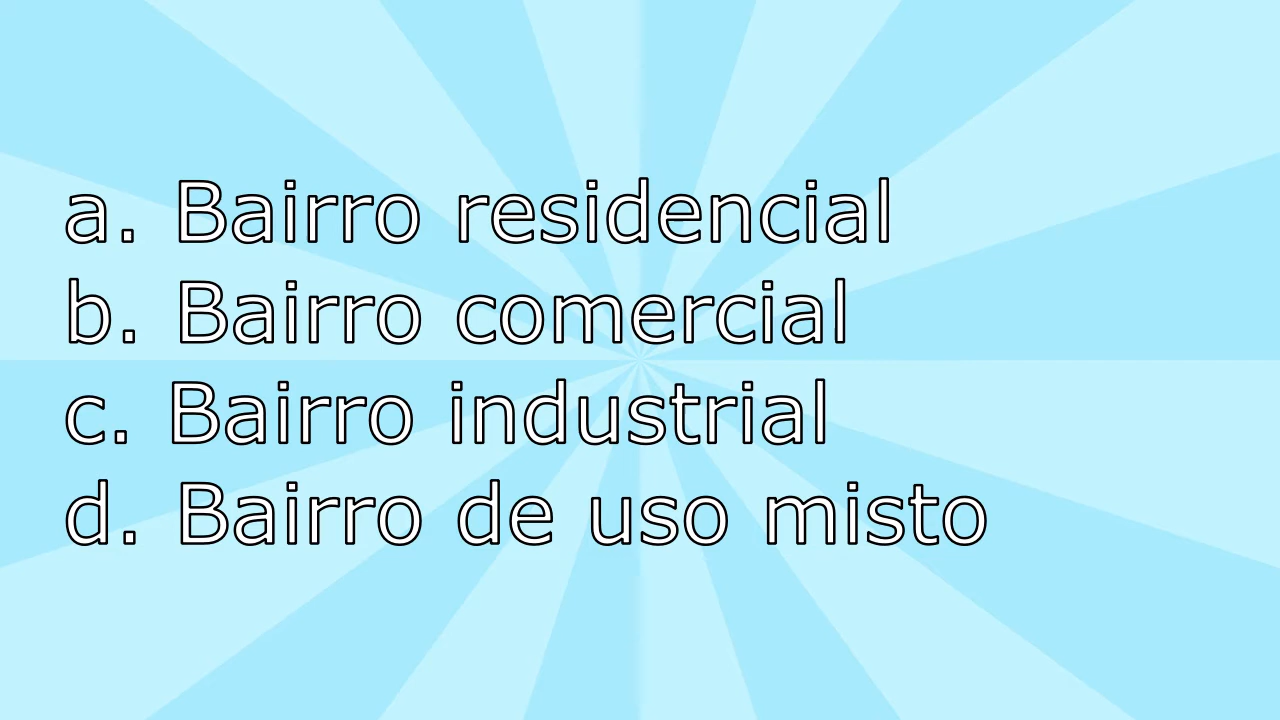 a. Bairro residencial
b. Bairro comercial
c. Bairro industrial
d. Bairro de uso misto